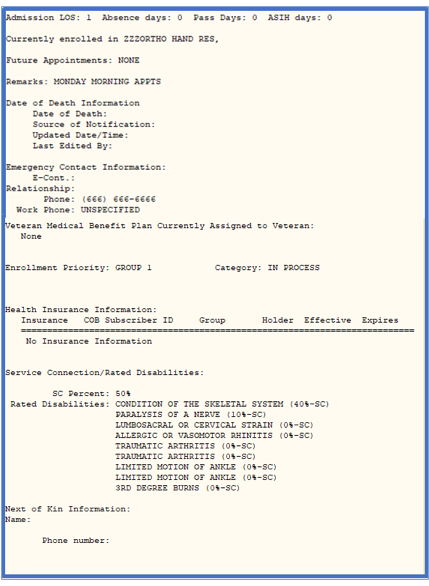 Admission LOS: 1 Absence days: 0 Pass Days: 0 ASIH days: 0
Currently enrolled in ZZZORTHO HAND RES,
Future Appointments: NONE
Remarks: MONDAY MORNING APPTS
Date of Death Information
Date of Death:
Source of Notification:
Updated Date/Time:
Last Edited By:
Emergency Contact Information:
E-Cont.:
Relationship:
Phone: (666) 666-6666
Work Phone: UNSPECIFIED
Veteran Medical Benefit Plan Currently Assigned to Veteran:
None
Enrollment Priority: GROUP 1 Category: IN PROCESS
Health Insurance Information:
Insurance COB Subscriber ID Group Holder Effective Expires
===========================================================================
No Insurance Information
Service Connection/Rated Disabilities:
SC Percent: 50%
Rated Disabilities: CONDITION OF THE SKELETAL SYSTEM (40%-SC)
PARALYSIS OF A NERVE (10%-SC)
LUMBOSACRAL OR CERVICAL STRAIN (0%-SC)
ALLERGIC OR VASOMOTOR RHINITIS (0%-SC)
TRAUMATIC ARTHRITIS (0%-SC)
TRAUMATIC ARTHRITIS (0%-SC)
LIMITED MOTION OF ANKLE (0%-SC)
LIMITED MOTION OF ANKLE (0%-SC)
3RD DEGREE BURNS (0%-SC)
Next of Kin Information:
Name:
Phone number: